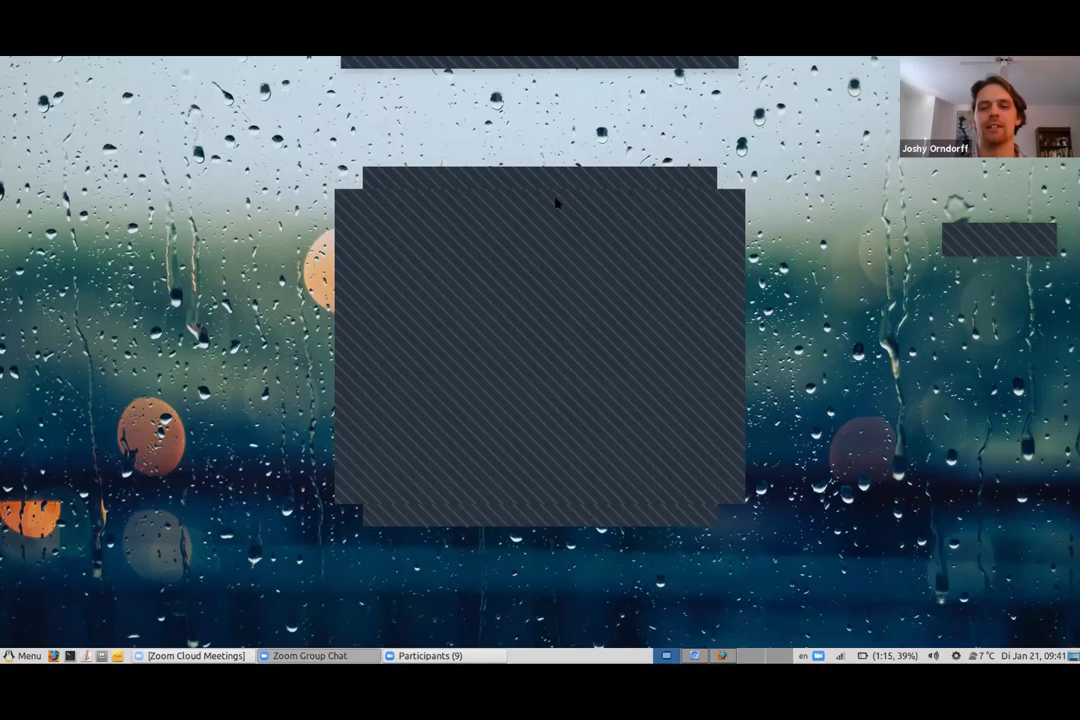 Joshy Orndorff
Menu
[Zoom Cloud Meetings]
Zoom Group Chat
Participants (9)
en
(1:15, 39%)
7 °C
Di Jan 21, 09:41